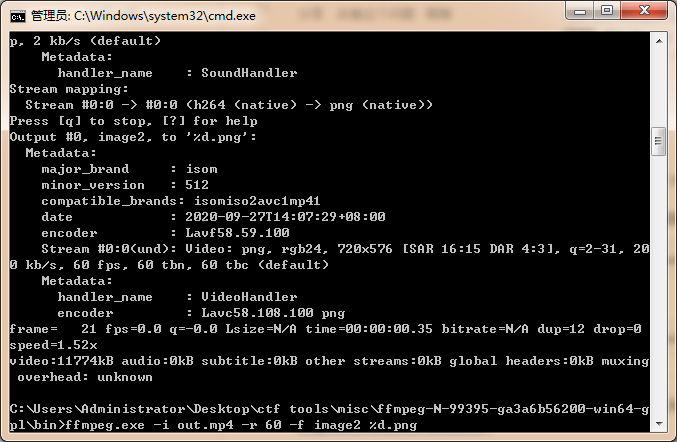 管理员: C:\Windows\system32\cmd.exe
p, 2 kb/s (default)
Metadata:
handler_name : SoundHandler
Stream mapping:
Stream #0:0 -> #0:0 (h264 (native) -> png (native))
Press [q] to stop, [?] for help
Output #0, image2, to '%d.png':
Metadata:
major_brand : isom
minor_version : 512
compatible_brands: isomiso2avc1mp41
date : 2020-09-27T14:07:29+08:00
encoder : Lavf58.59.100
Stream #0:0(und): Video: png, rgb24, 720x576 [SAR 16:15 DAR 4:3], q=2-31, 20
0 kb/s, 60 fps, 60 tbn, 60 tbc (default)
Metadata:
handler_name : VideoHandler
encoder : Lavc58.108.100 png
frame= 21 fps=0.0 q=-0.0 Lsize=N/A time=00:00:00.35 bitrate=N/A dup=12 drop=0
speed=1.52x
video:11774kB audio:0kB subtitle:0kB other streams:0kB global headers:0kB muxing
overhead: unknown
C:\Users\Administrator\Desktop\ctf tools\misc\ffmpeg-N-99395-ga3a6b56200-win64-g
pl\bin>ffmpeg.exe -i out.mp4 -r 60 -f image2 %d.png